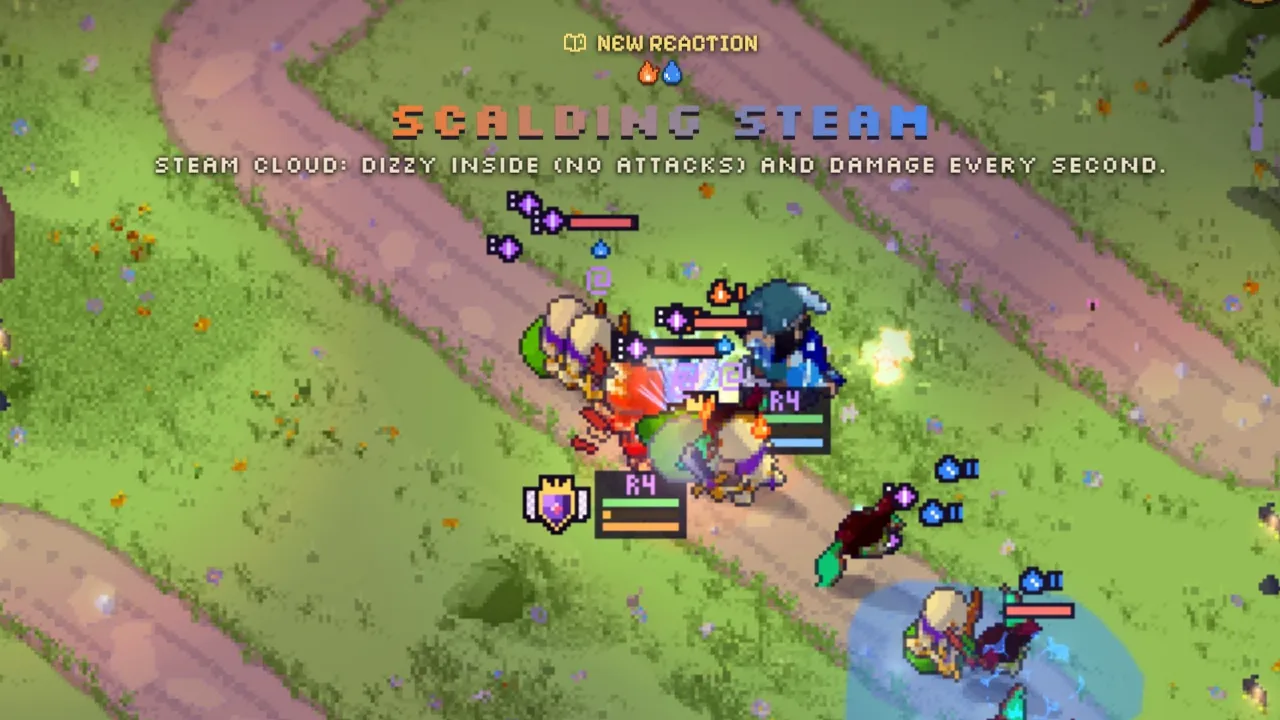 NEW REACTION
SCALDING STEAM
STEAM CLOUD: DIZZY INSIDE (NO ATTACKS) AND DAMAGE EVERY SECOND.
R4
R4